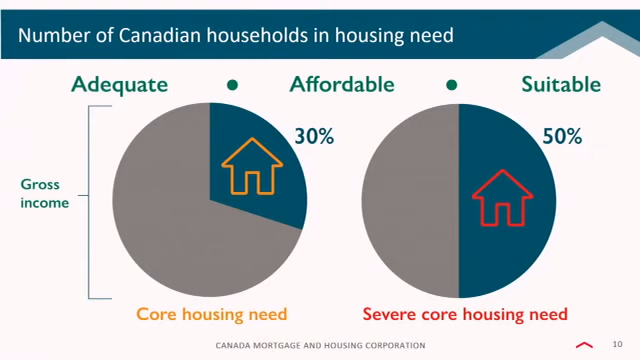 Number of Canadian households in housing need
Adequate • Affordable • Suitable
30%
50%
Gross
income
Core housing need
Severe core housing need
CANADA MORTGAGE AND HOUSING CORPORATION
10